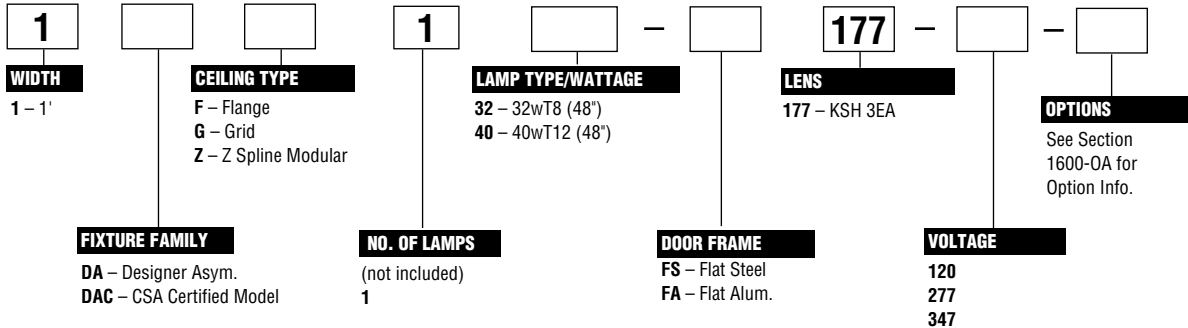 1 1 – 177 – –
WIDTH
1 – 1'
CEILING TYPE
F – Flange
G – Grid
Z – Z Spline Modular
LAMP TYPE/WATTAGE
32 – 32wT8 (48")
40 – 40wT12 (48")
LENS
177 – KSH 3EA
OPTIONS
See Section
1600-OA for
Option Info.
FIXTURE FAMILY
DA – Designer Asym.
DAC – CSA Certified Model
NO. OF LAMPS
(not included)
1
DOOR FRAME
FS – Flat Steel
FA – Flat Alum.
VOLTAGE
120
277
347